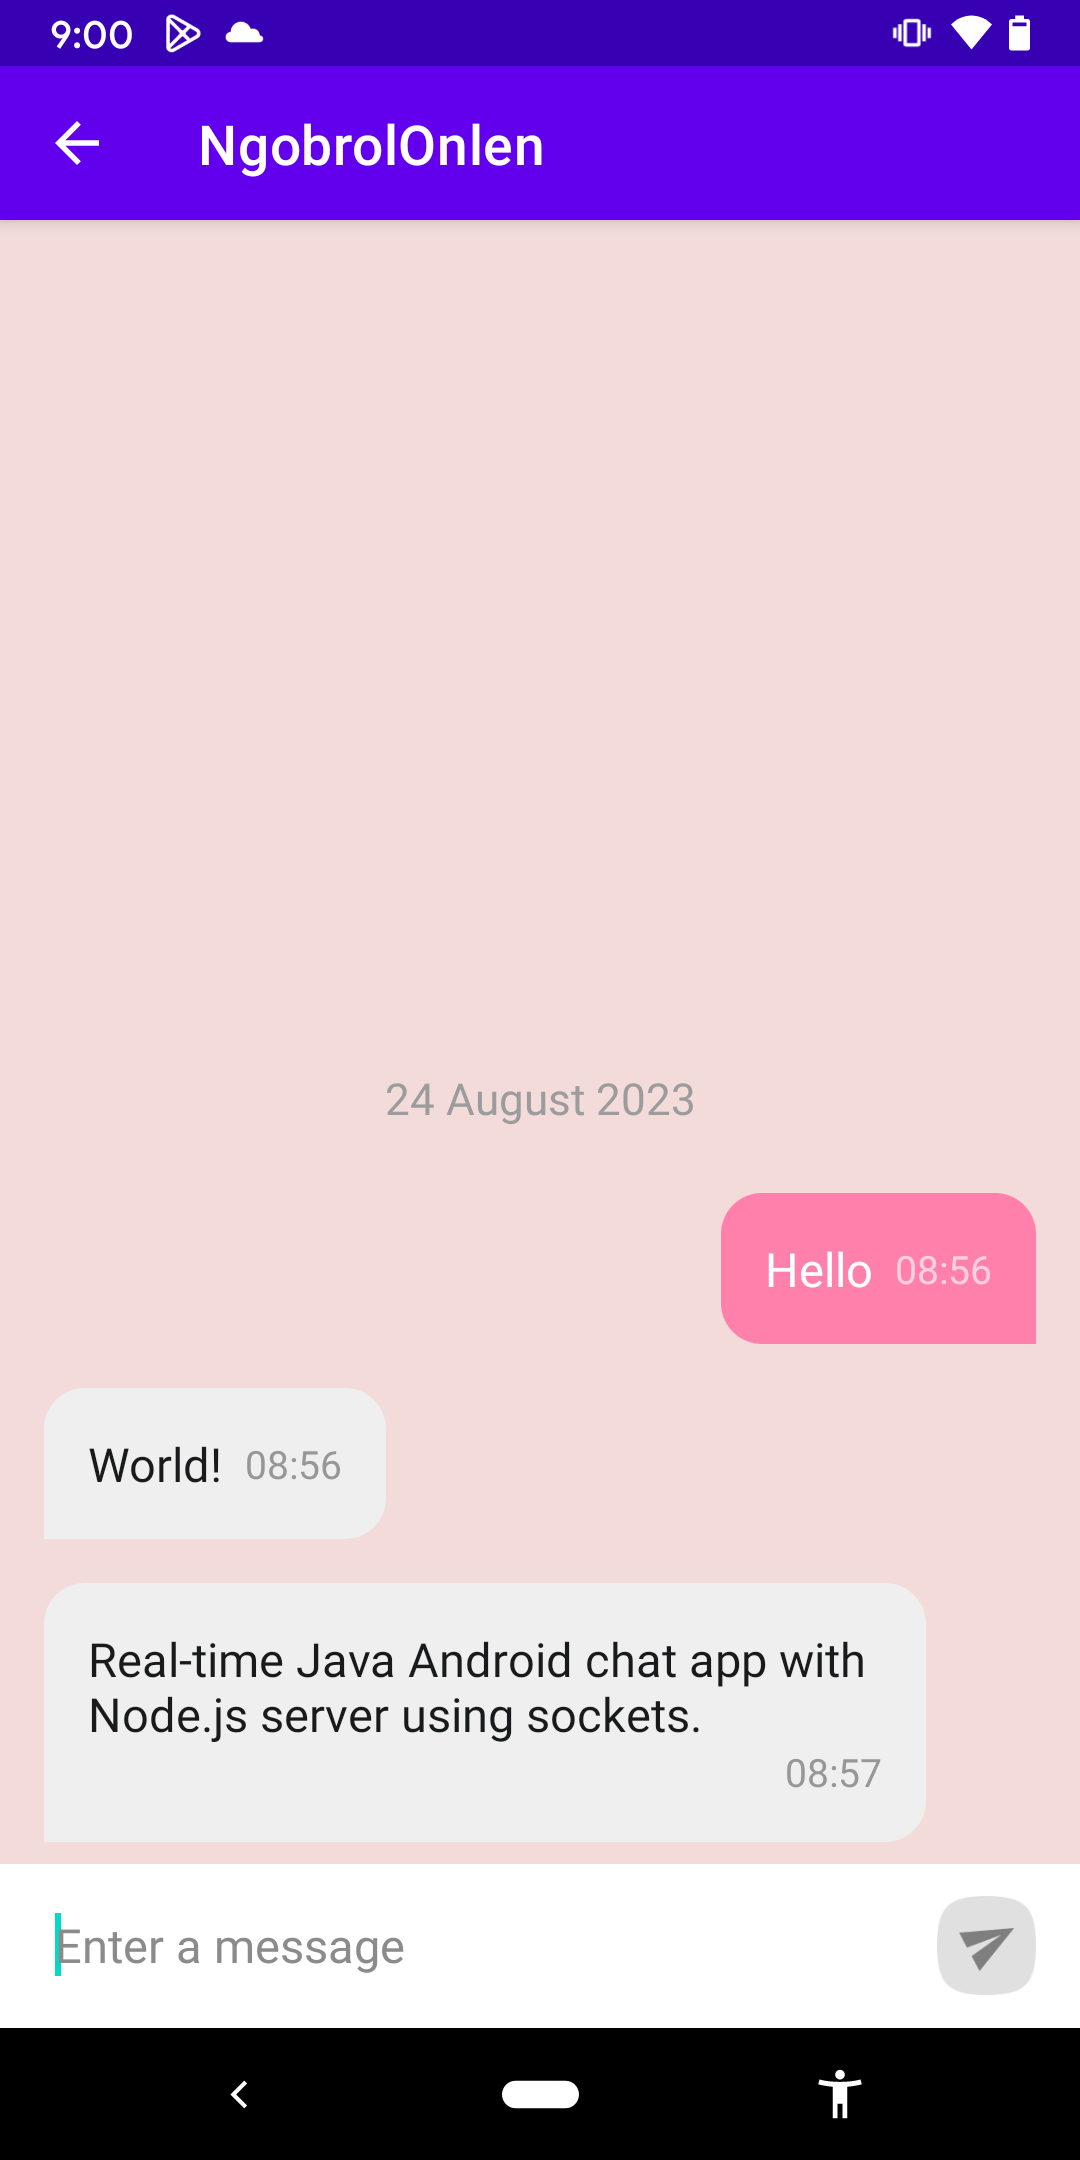 9:00
NgobrolOnlen
24 August 2023
Hello 08:56
World! 08:56
Real-time Java Android chat app with
Node.js server using sockets.
08:57
Enter a message